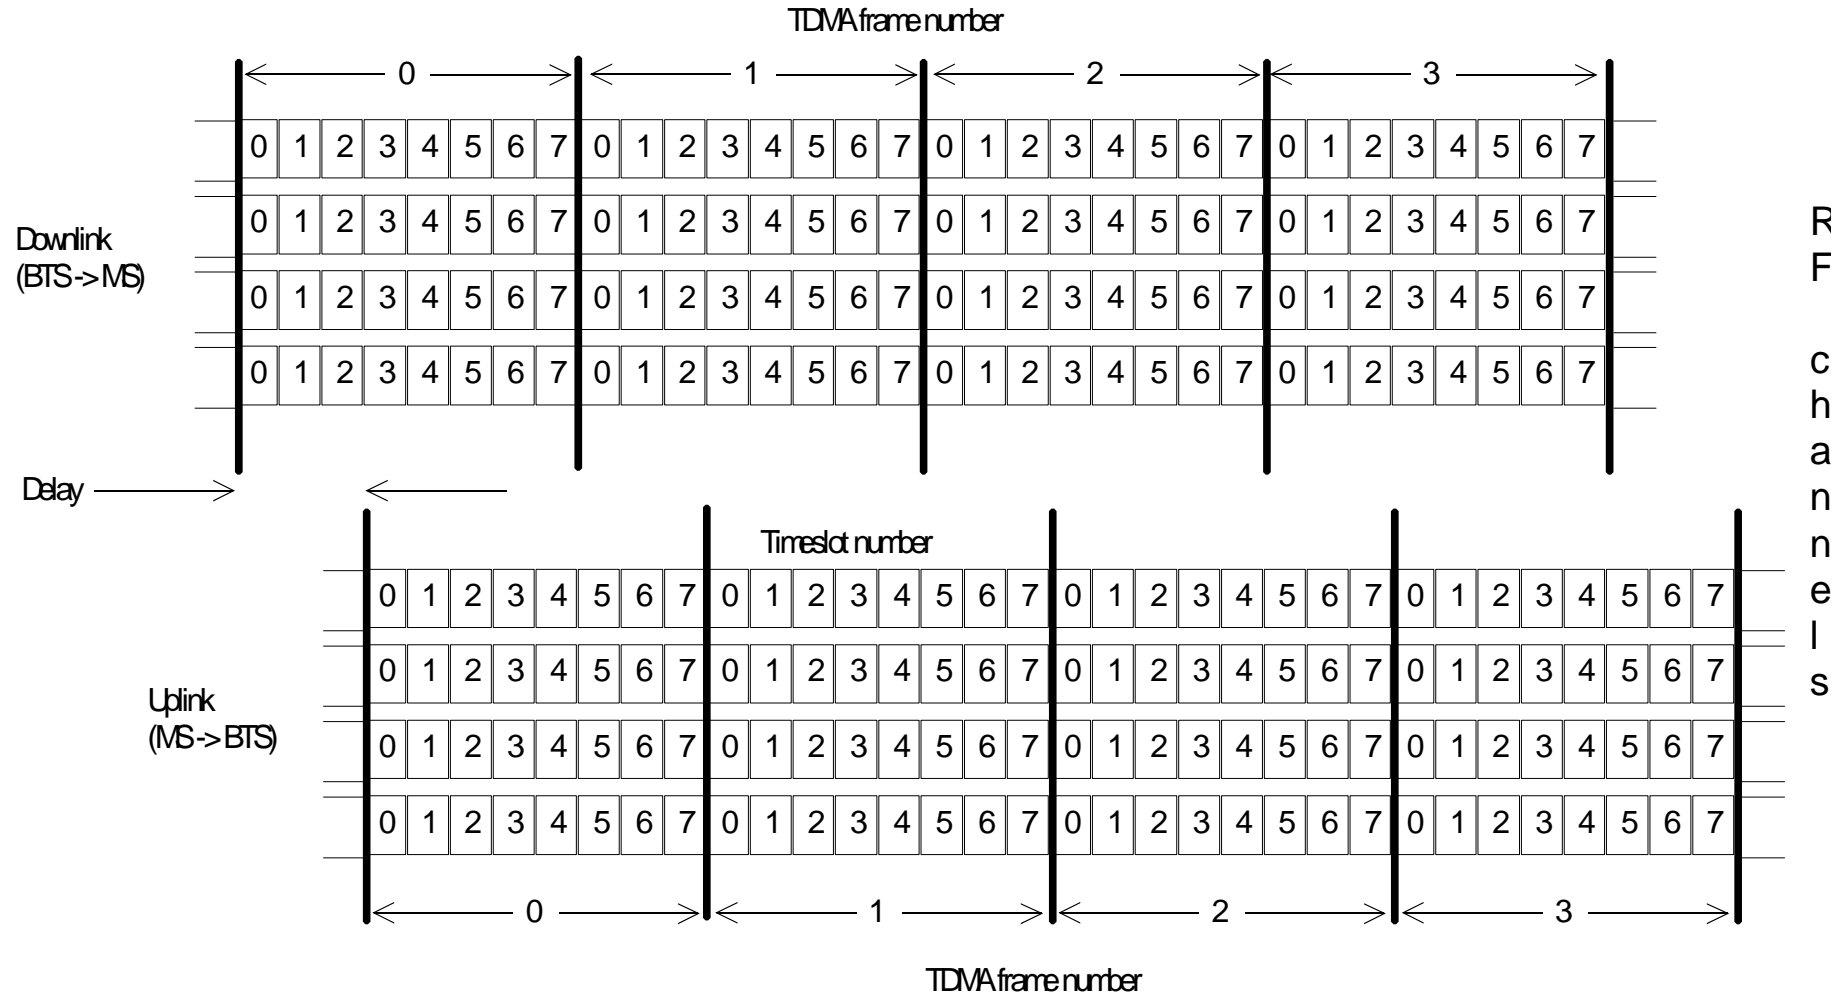 TDMA frame number
0 1 2 3
0 1 2 3 4 5 6 7 0 1 2 3 4 5 6 7 0 1 2 3 4 5 6 7 0 1 2 3 4 5 6 7
0 1 2 3 4 5 6 7 0 1 2 3 4 5 6 7 0 1 2 3 4 5 6 7 0 1 2 3 4 5 6 7
Downlink
(BTS -> MS)
0 1 2 3 4 5 6 7 0 1 2 3 4 5 6 7 0 1 2 3 4 5 6 7 0 1 2 3 4 5 6 7
0 1 2 3 4 5 6 7 0 1 2 3 4 5 6 7 0 1 2 3 4 5 6 7 0 1 2 3 4 5 6 7
RF channels
Delay
Timeslot number
0 1 2 3 4 5 6 7 0 1 2 3 4 5 6 7 0 1 2 3 4 5 6 7 0 1 2 3 4 5 6 7
0 1 2 3 4 5 6 7 0 1 2 3 4 5 6 7 0 1 2 3 4 5 6 7 0 1 2 3 4 5 6 7
Uplink
(MS -> BTS)
0 1 2 3 4 5 6 7 0 1 2 3 4 5 6 7 0 1 2 3 4 5 6 7 0 1 2 3 4 5 6 7
0 1 2 3 4 5 6 7 0 1 2 3 4 5 6 7 0 1 2 3 4 5 6 7 0 1 2 3 4 5 6 7
0 1 2 3
TDMA frame number